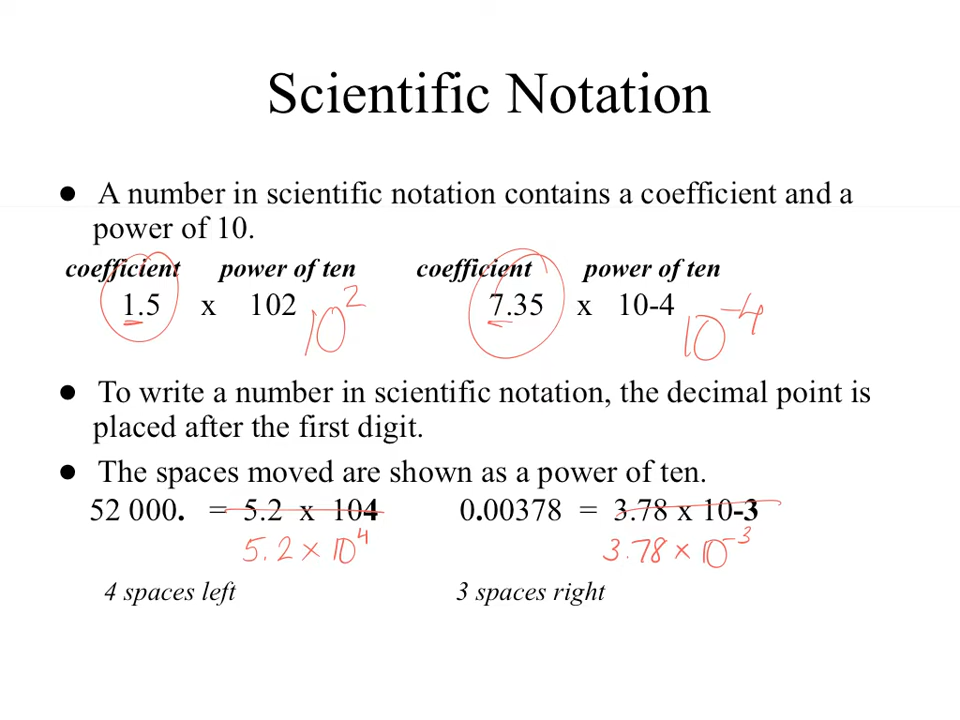 Scientific Notation
● A number in scientific notation contains a coefficient and a
power of 10.
coefficient power of ten coefficient power of ten
1.5 x 102 10² 7.35 x 10-4 10⁻⁴
● To write a number in scientific notation, the decimal point is
placed after the first digit.
● The spaces moved are shown as a power of ten.
52 000. = 5.2 x 104 0.00378 = 3.78 x 10-3
5.2 × 10⁴ 3.78 × 10⁻³
4 spaces left 3 spaces right